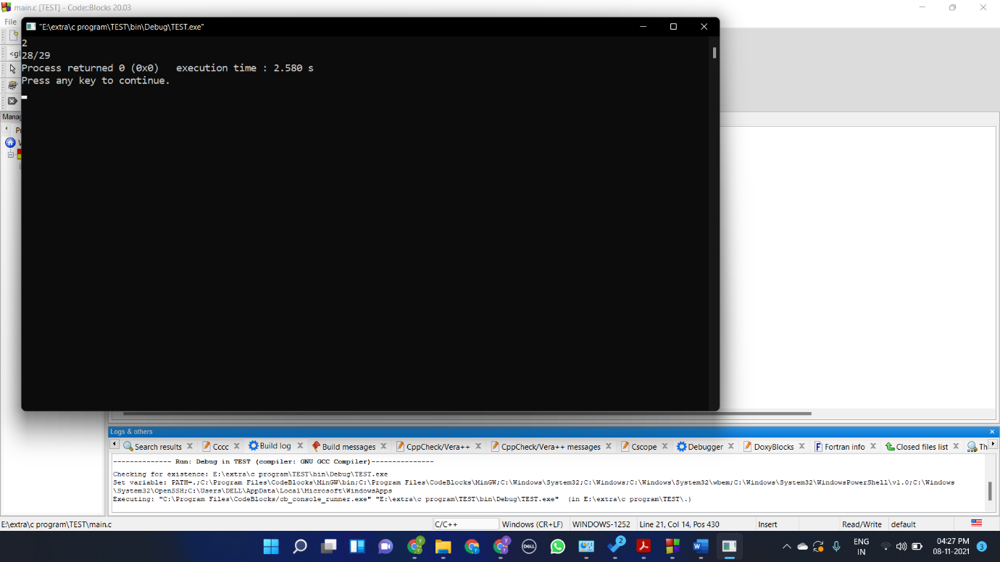 main.c [TEST] - Code::Blocks 20.03
File
"E:\extra\c program\TEST\bin\Debug\TEST.exe"
2
28/29
Process returned 0 (0x0)   execution time : 2.580 s
Press any key to continue.
<gl
Manag
Pr
Logs & others
Search results Cccc Build log Build messages CppCheck/Vera++ CppCheck/Vera++ messages Cscope Debugger DoxyBlocks Fortran info Closed files list Th
-------------- Run: Debug in TEST (compiler: GNU GCC Compiler)---------------
Checking for existence: E:\extra\c program\TEST\bin\Debug\TEST.exe
Set variable: PATH=.;C:\Program Files\CodeBlocks\MinGW\bin;C:\Program Files\CodeBlocks\MinGW;C:\Windows\System32;C:\Windows;C:\Windows\System32\wbem;C:\Windows\System32\WindowsPowerShell\v1.0;C:\Windows
\System32\OpenSSH;C:\Users\DELL\AppData\Local\Microsoft\WindowsApps
Executing: "C:\Program Files\CodeBlocks/cb_console_runner.exe" "E:\extra\c program\TEST\bin\Debug\TEST.exe"  (in E:\extra\c program\TEST\.)
E:\extra\c program\TEST\main.c C/C++ Windows (CR+LF) WINDOWS-1252 Line 21, Col 14, Pos 430 Insert Read/Write default
Y Y DELL 2 W ENG IN 04:27 PM 3
08-11-2021